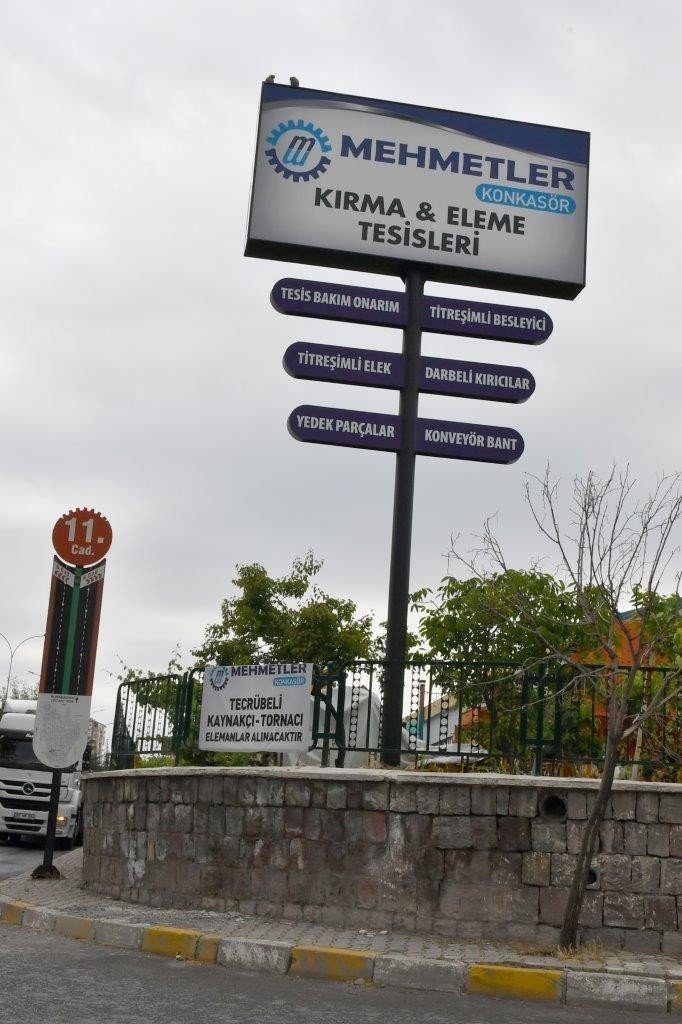 MEHMETLER
KONKASÖR
KIRMA & ELEME
TESİSLERİ
TESİS BAKIM ONARIM
TİTREŞİMLİ BESLEYİCİ
TİTREŞİMLİ ELEK
DARBELİ KIRICILAR
YEDEK PARÇALAR
KONVEYÖR BANT
11.
Cad.
MEHMETLER
KONKASÖR
TECRÜBELİ
KAYNAKÇI-TORNACI
ELEMANLAR ALINACAKTIR